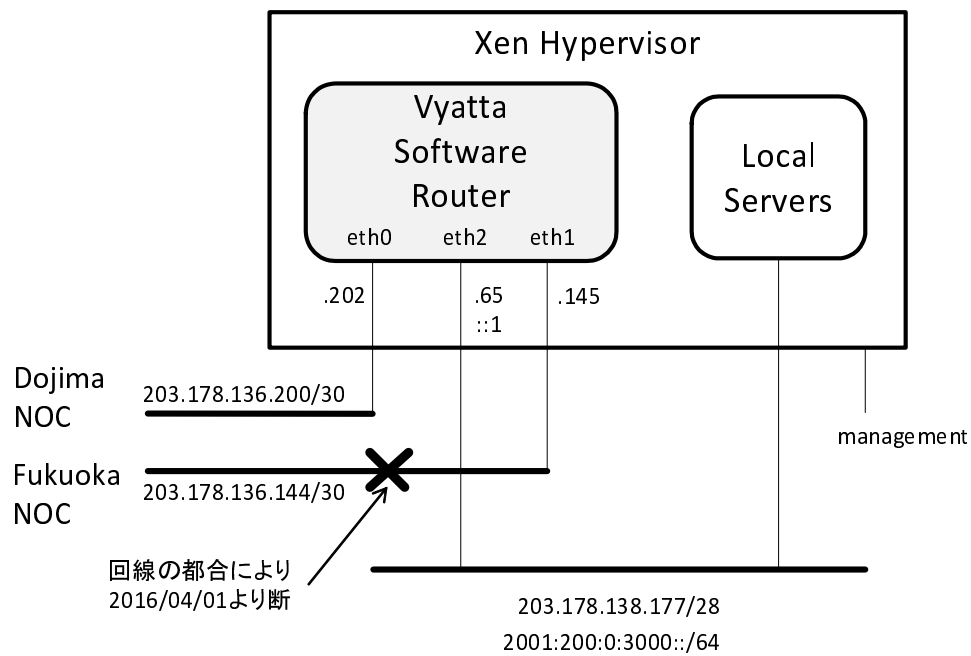 Xen Hypervisor
Vyatta
Software
Router
eth0
eth2
eth1
Local
Servers
.202
.65
::1
.145
Dojima
NOC
203.178.136.200/30
management
Fukuoka
NOC
203.178.136.144/30
回線の都合により
2016/04/01より断
203.178.138.177/28
2001:200:0:3000::/64